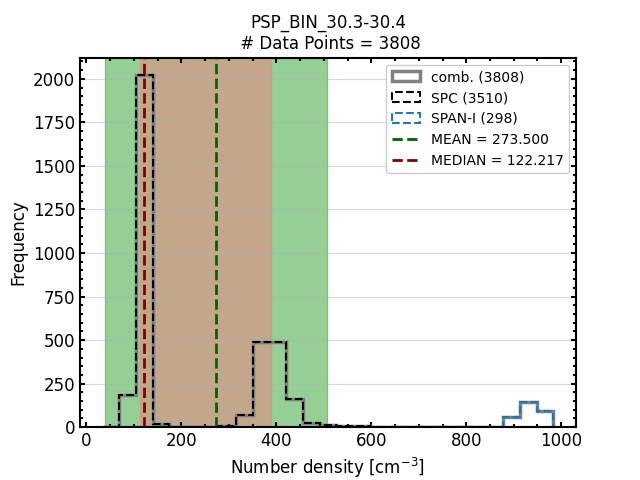 PSP_BIN_30.3-30.4
# Data Points = 3808
comb. (3808)
SPC (3510)
SPAN-I (298)
MEAN = 273.500
MEDIAN = 122.217
Frequency
2000
1750
1500
1250
1000
750
500
250
0
0 200 400 600 800 1000
Number density [cm⁻³]